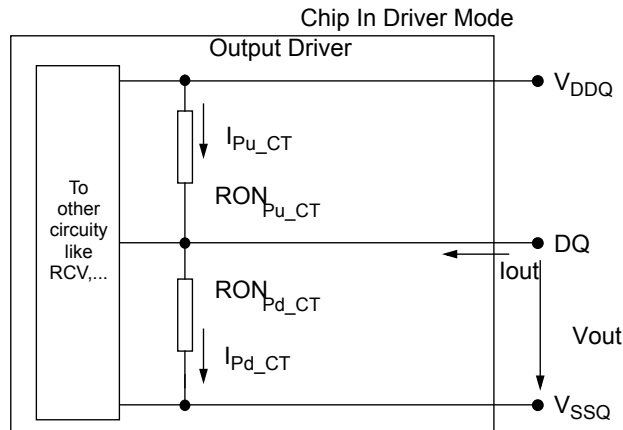 Chip In Driver Mode
Output Driver
VDDQ
IPu_CT
To
other
circuity
like
RCV,...
RONPu_CT
DQ
Iout
RONPd_CT
Vout
IPd_CT
VSSQ